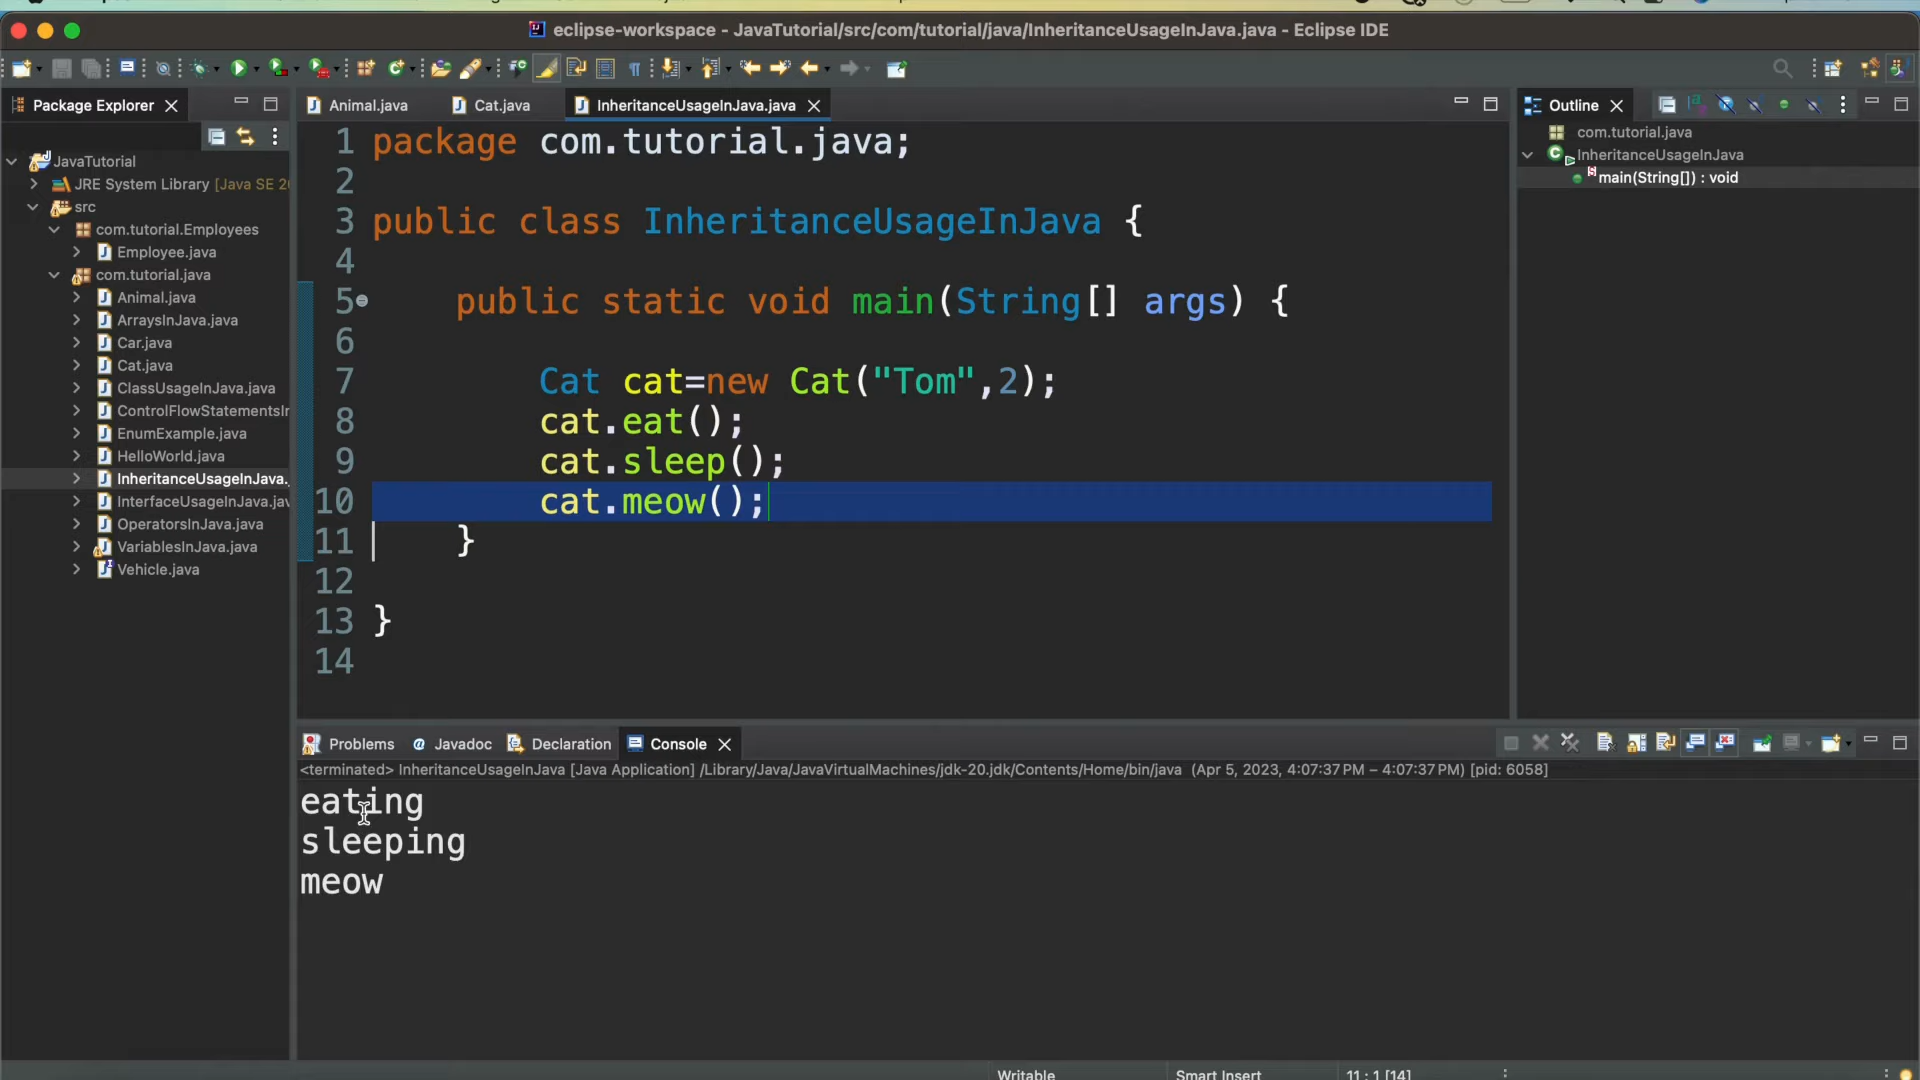 eclipse-workspace - JavaTutorial/src/com/tutorial/java/InheritanceUsageInJava.java - Eclipse IDE
Package Explorer
Animal.java
Cat.java
InheritanceUsageInJava.java
Outline
JavaTutorial
JRE System Library [Java SE 20
src
com.tutorial.Employees
Employee.java
com.tutorial.java
Animal.java
ArraysInJava.java
Car.java
Cat.java
ClassUsageInJava.java
ControlFlowStatementsIn
EnumExample.java
HelloWorld.java
InheritanceUsageInJava.
InterfaceUsageInJava.jav
OperatorsInJava.java
VariablesInJava.java
Vehicle.java
1 package com.tutorial.java;
2
3 public class InheritanceUsageInJava {
4
5 public static void main(String[] args) {
6
7 Cat cat=new Cat("Tom",2);
8 cat.eat();
9 cat.sleep();
10 cat.meow();
11 }
12
13 }
14
com.tutorial.java
InheritanceUsageInJava
main(String[]) : void
Problems
@ Javadoc
Declaration
Console
<terminated> InheritanceUsageInJava [Java Application] /Library/Java/JavaVirtualMachines/jdk-20.jdk/Contents/Home/bin/java (Apr 5, 2023, 4:07:37 PM – 4:07:37 PM) [pid: 6058]
eating
sleeping
meow
Writable
Smart Insert
11 : 1 [14]